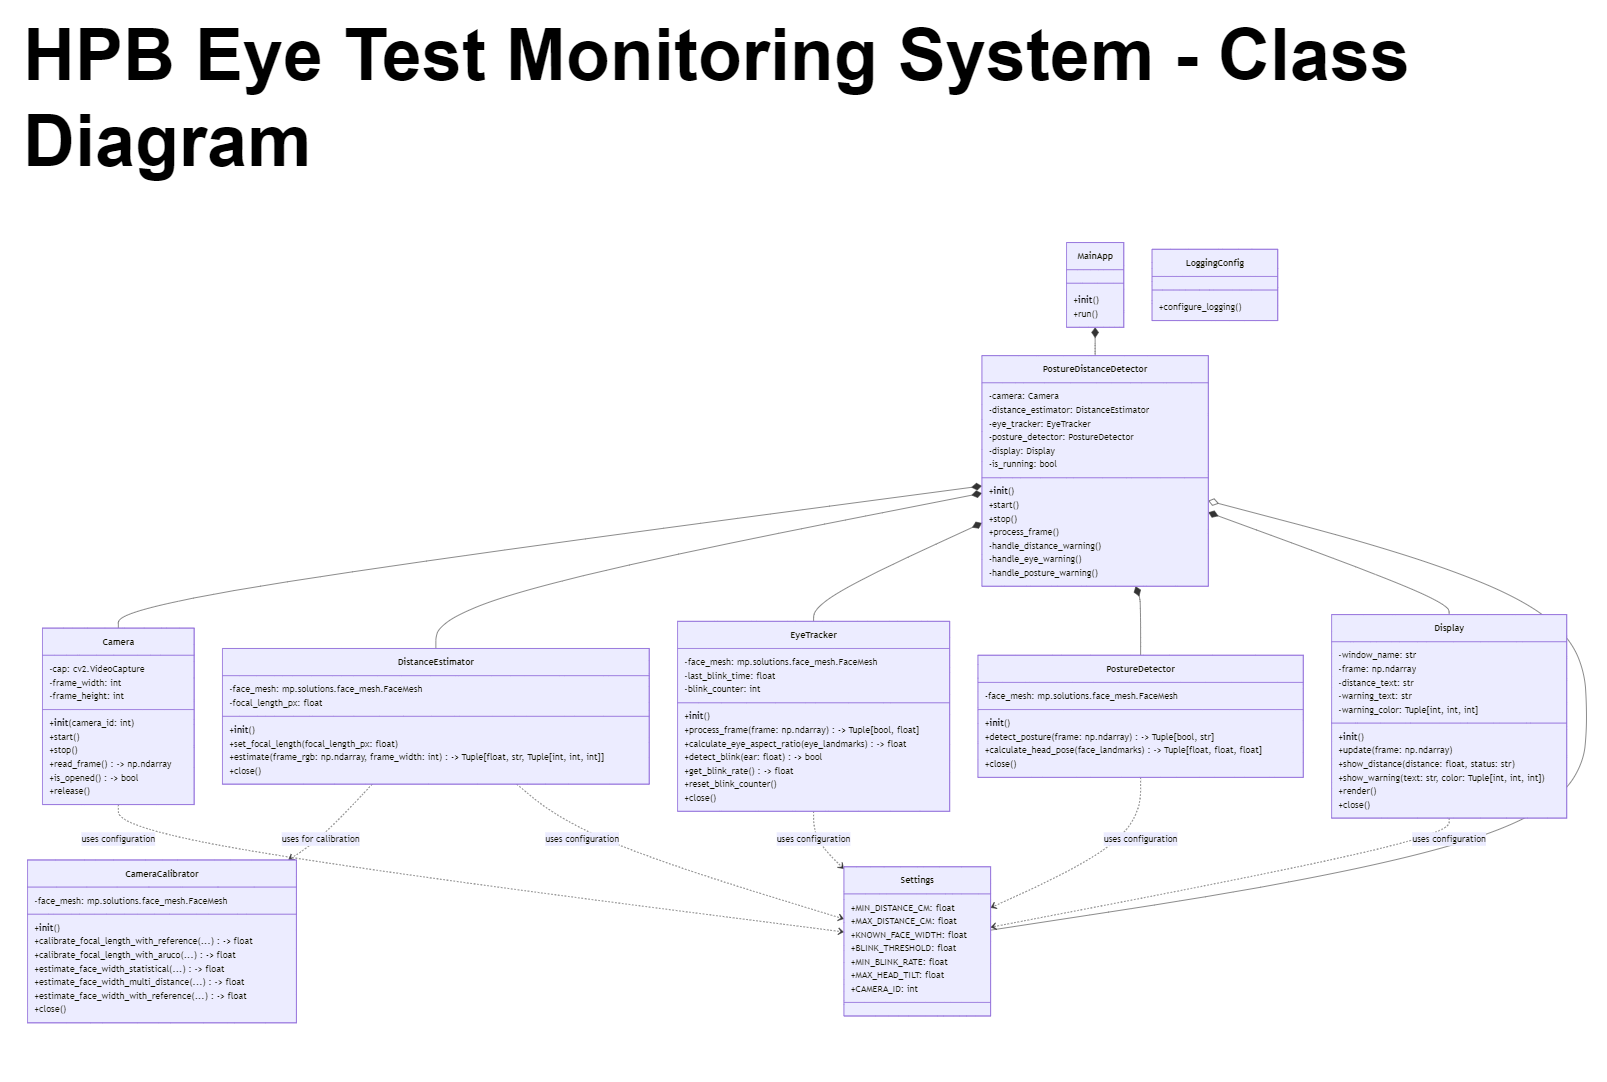 HPB Eye Test Monitoring System - Class
Diagram
MainApp
+init()
+run()
LoggingConfig
+configure_logging()
PostureDistanceDetector
-camera: Camera
-distance_estimator: DistanceEstimator
-eye_tracker: EyeTracker
-posture_detector: PostureDetector
-display: Display
-is_running: bool
+init()
+start()
+stop()
+process_frame()
-handle_distance_warning()
-handle_eye_warning()
-handle_posture_warning()
Camera
-cap: cv2.VideoCapture
-frame_width: int
-frame_height: int
+init(camera_id: int)
+start()
+stop()
+read_frame() : -> np.ndarray
+is_opened() : -> bool
+release()
DistanceEstimator
-face_mesh: mp.solutions.face_mesh.FaceMesh
-focal_length_px: float
+init()
+set_focal_length(focal_length_px: float)
+estimate(frame_rgb: np.ndarray, frame_width: int) : -> Tuple[float, str, Tuple[int, int, int]]
+close()
EyeTracker
-face_mesh: mp.solutions.face_mesh.FaceMesh
-last_blink_time: float
-blink_counter: int
+init()
+process_frame(frame: np.ndarray) : -> Tuple[bool, float]
+calculate_eye_aspect_ratio(eye_landmarks) : -> float
+detect_blink(ear: float) : -> bool
+get_blink_rate() : -> float
+reset_blink_counter()
+close()
PostureDetector
-face_mesh: mp.solutions.face_mesh.FaceMesh
+init()
+detect_posture(frame: np.ndarray) : -> Tuple[bool, str]
+calculate_head_pose(face_landmarks) : -> Tuple[float, float, float]
+close()
Display
-window_name: str
-frame: np.ndarray
-distance_text: str
-warning_text: str
-warning_color: Tuple[int, int, int]
+init()
+update(frame: np.ndarray)
+show_distance(distance: float, status: str)
+show_warning(text: str, color: Tuple[int, int, int])
+render()
+close()
uses configuration
uses for calibration
uses configuration
uses configuration
uses configuration
uses configuration
CameraCalibrator
-face_mesh: mp.solutions.face_mesh.FaceMesh
+init()
+calibrate_focal_length_with_reference(...) : -> float
+calibrate_focal_length_with_aruco(...) : -> float
+estimate_face_width_statistical(...) : -> float
+estimate_face_width_multi_distance(...) : -> float
+estimate_face_width_with_reference(...) : -> float
+close()
Settings
+MIN_DISTANCE_CM: float
+MAX_DISTANCE_CM: float
+KNOWN_FACE_WIDTH: float
+BLINK_THRESHOLD: float
+MIN_BLINK_RATE: float
+MAX_HEAD_TILT: float
+CAMERA_ID: int